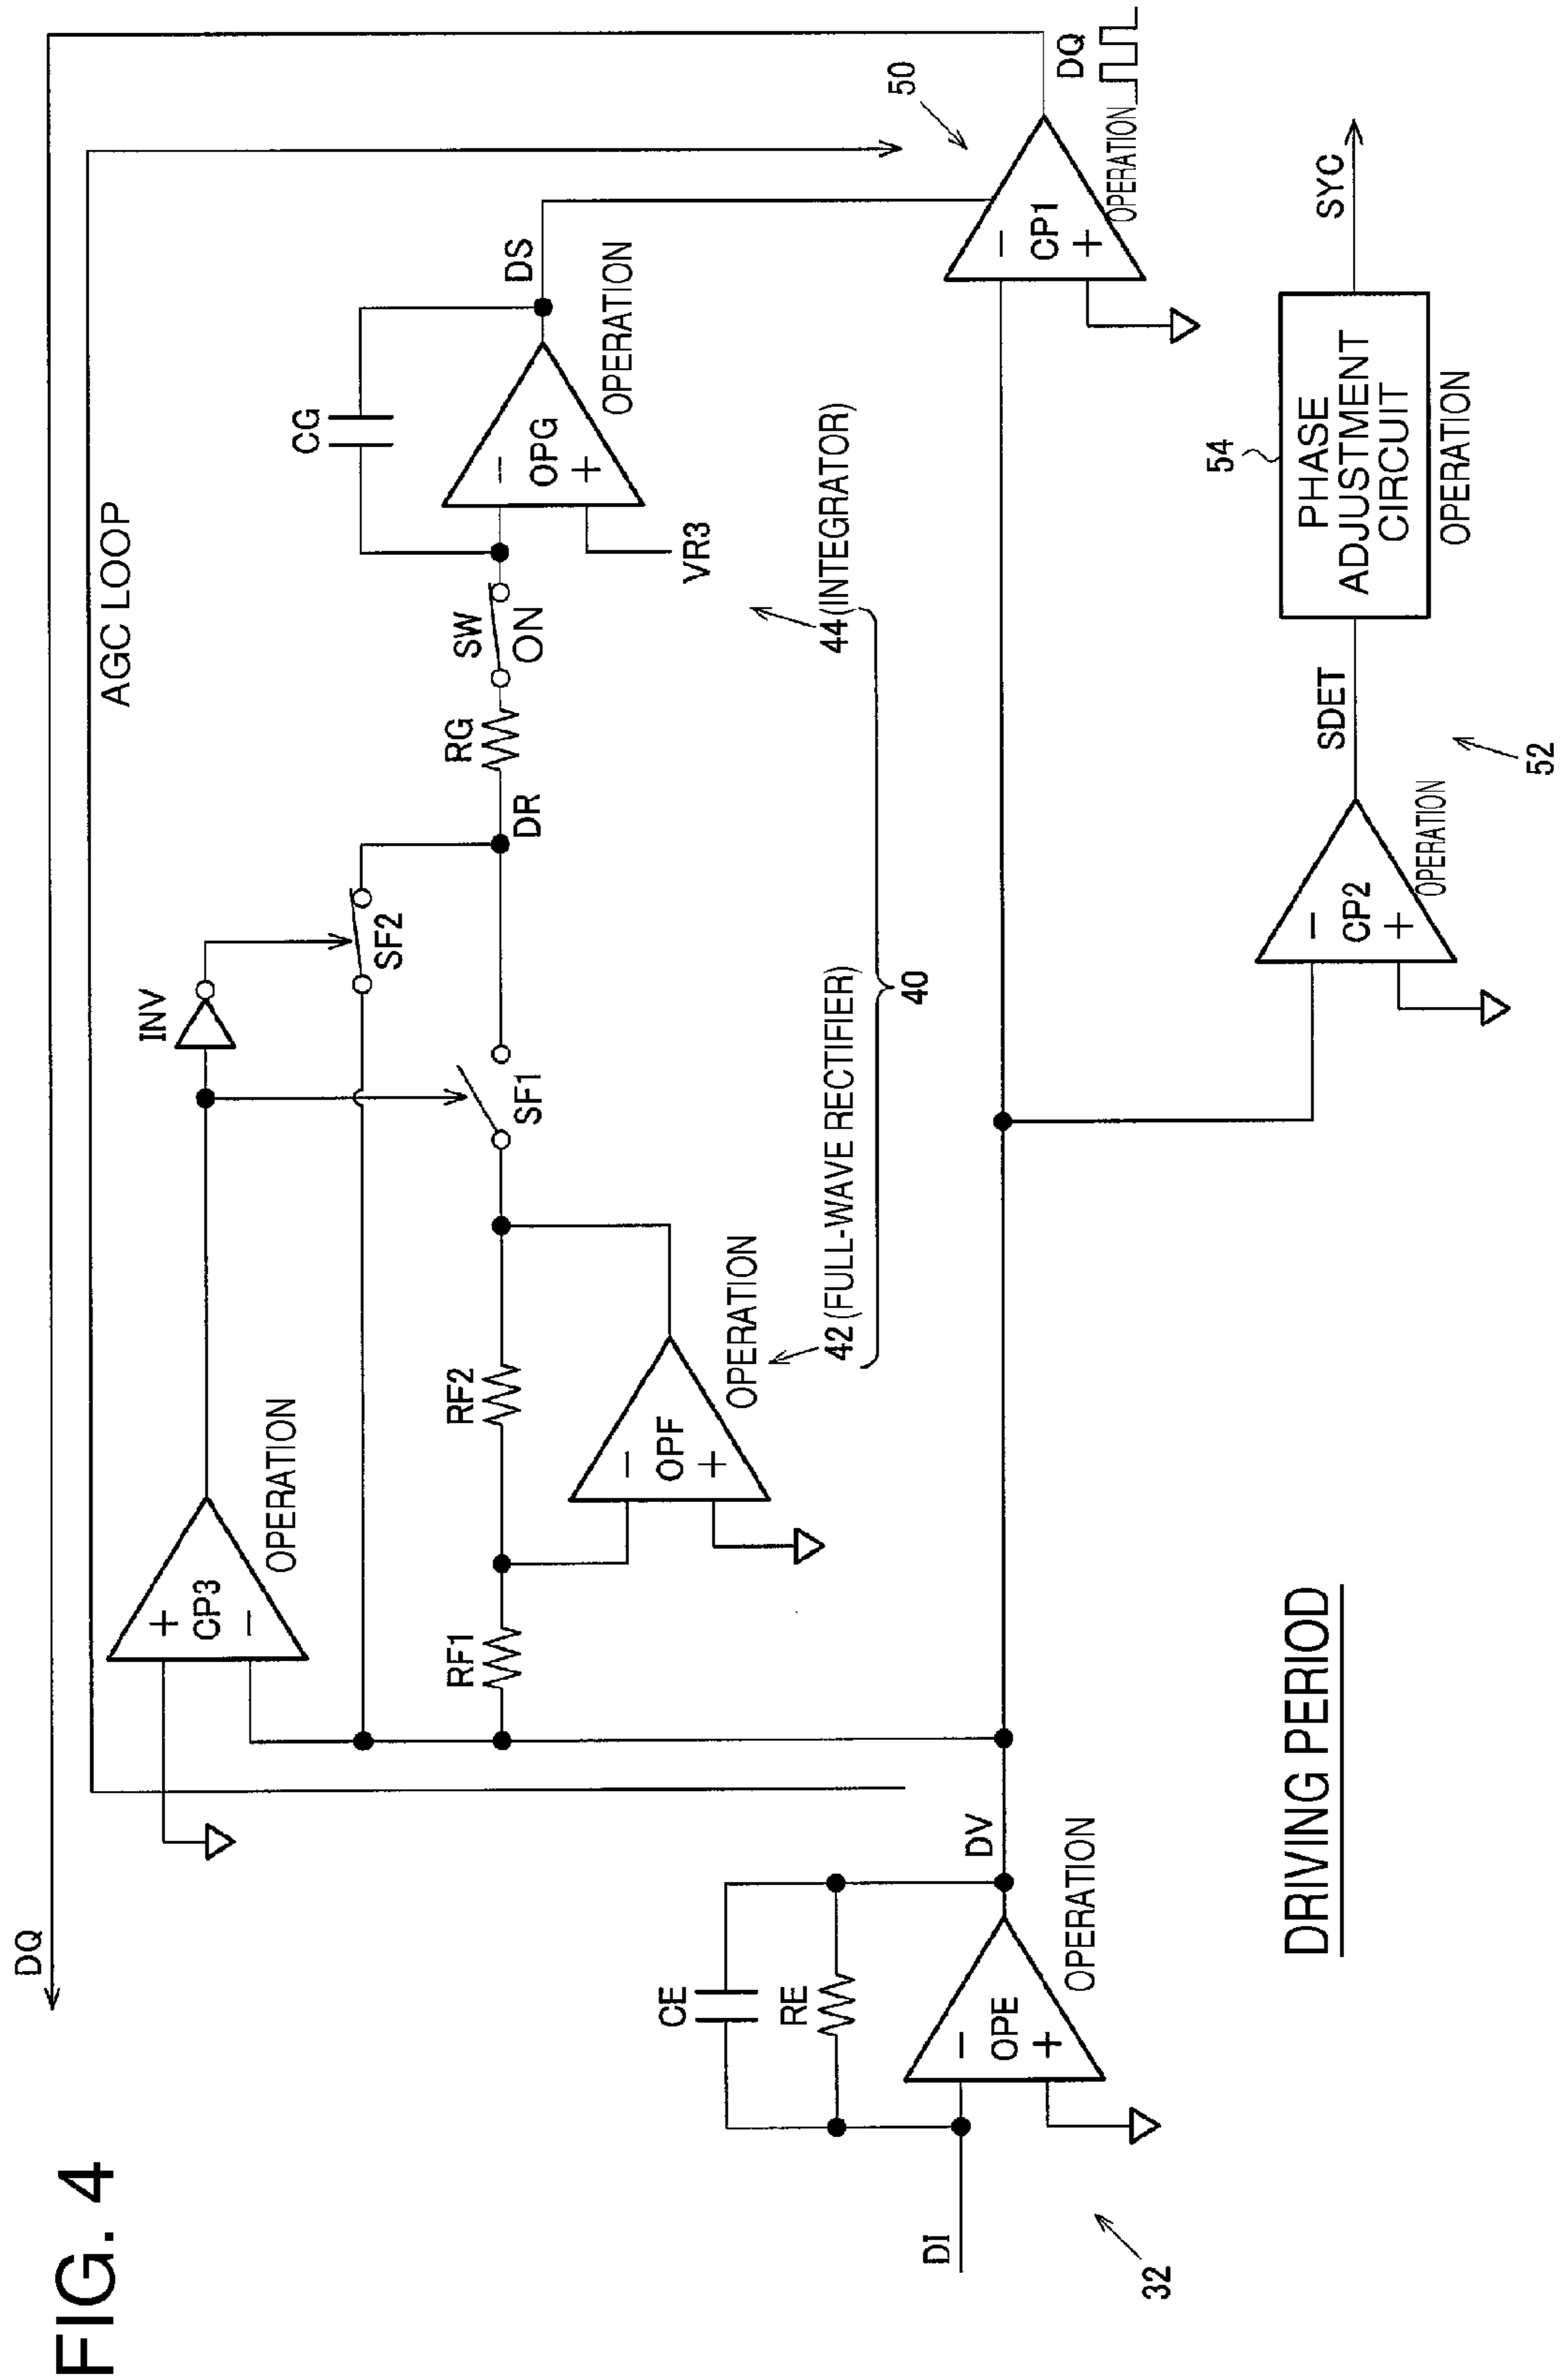 FIG. 4
DQ
AGC LOOP
CP3
+
−
OPERATION
INV
SF2
RF1
RF2
SF1
DR
RG
SW
ON
CG
−
OPG
+
DS
OPERATION
VR3
−
OPF
+
OPERATION
42 (FULL-WAVE RECTIFIER)
44 (INTEGRATOR)
40
CE
RE
DI
−
OPE
+
DV
OPERATION
32
−
CP1
+
50
OPERATION
DQ
−
CP2
+
OPERATION
52
SDET
54
PHASE
ADJUSTMENT
CIRCUIT
OPERATION
SYC
DRIVING PERIOD